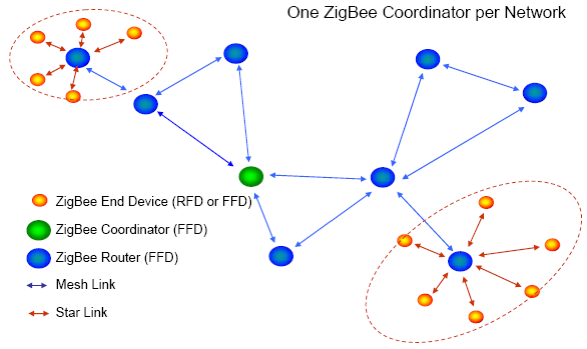 One ZigBee Coordinator per Network
ZigBee End Device (RFD or FFD)
ZigBee Coordinator (FFD)
ZigBee Router (FFD)
Mesh Link
Star Link